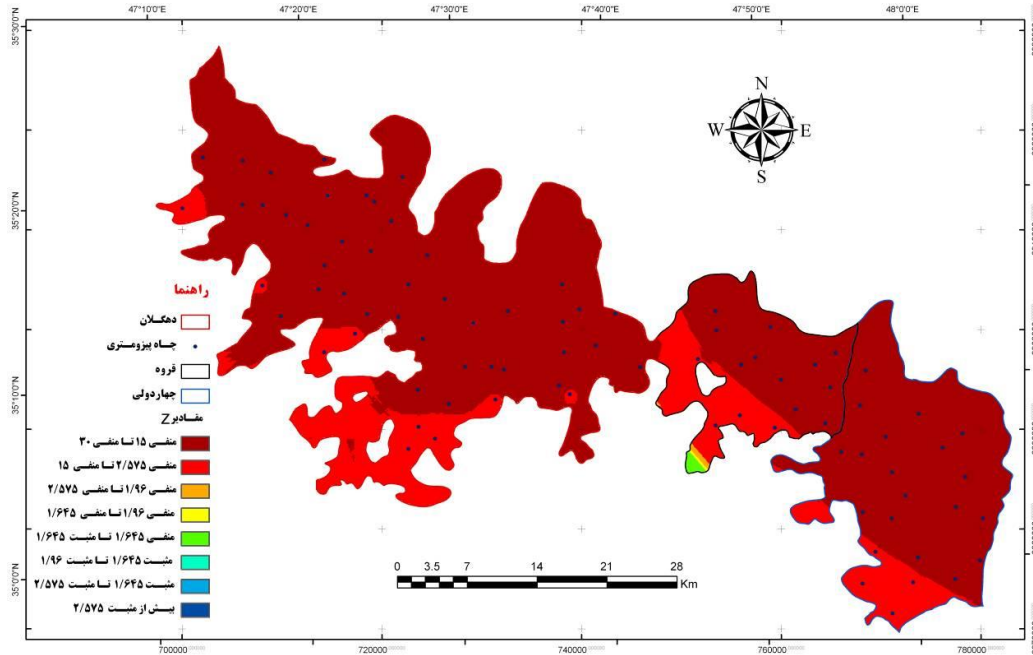 47°10'0"E 47°20'0"E 47°30'0"E 47°40'0"E 47°50'0"E 48°0'0"E
35°30'0"N
35°20'0"N
35°10'0"N
35°0'0"N
N
W E
S
راهنما
دهگلان
چاه پیزومتری
قروه
چهاردولی
مقادیر Z
منفی ۱۵ تا منفی ۳۰
منفی ۲/۵۷۵ تا منفی ۱۵
منفی ۱/۹۶ تا منفی ۲/۵۷۵
منفی ۱/۹۶ تا منفی ۱/۶۴۵
منفی ۱/۶۴۵ تا مثبت ۱/۶۴۵
مثبت ۱/۶۴۵ تا مثبت ۱/۹۶
مثبت ۱/۶۴۵ تا مثبت ۲/۵۷۵
بیش از مثبت ۲/۵۷۵
0 3.5 7 14 21 28
Km
700000 720000 740000 760000 780000